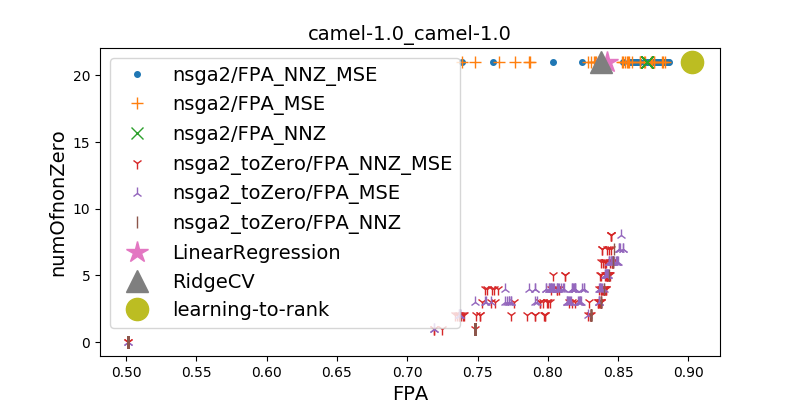 camel-1.0_camel-1.0
numOfnonZero
20
15
10
5
0
nsga2/FPA_NNZ_MSE
nsga2/FPA_MSE
nsga2/FPA_NNZ
nsga2_toZero/FPA_NNZ_MSE
nsga2_toZero/FPA_MSE
nsga2_toZero/FPA_NNZ
LinearRegression
RidgeCV
learning-to-rank
0.50 0.55 0.60 0.65 0.70 0.75 0.80 0.85 0.90
FPA